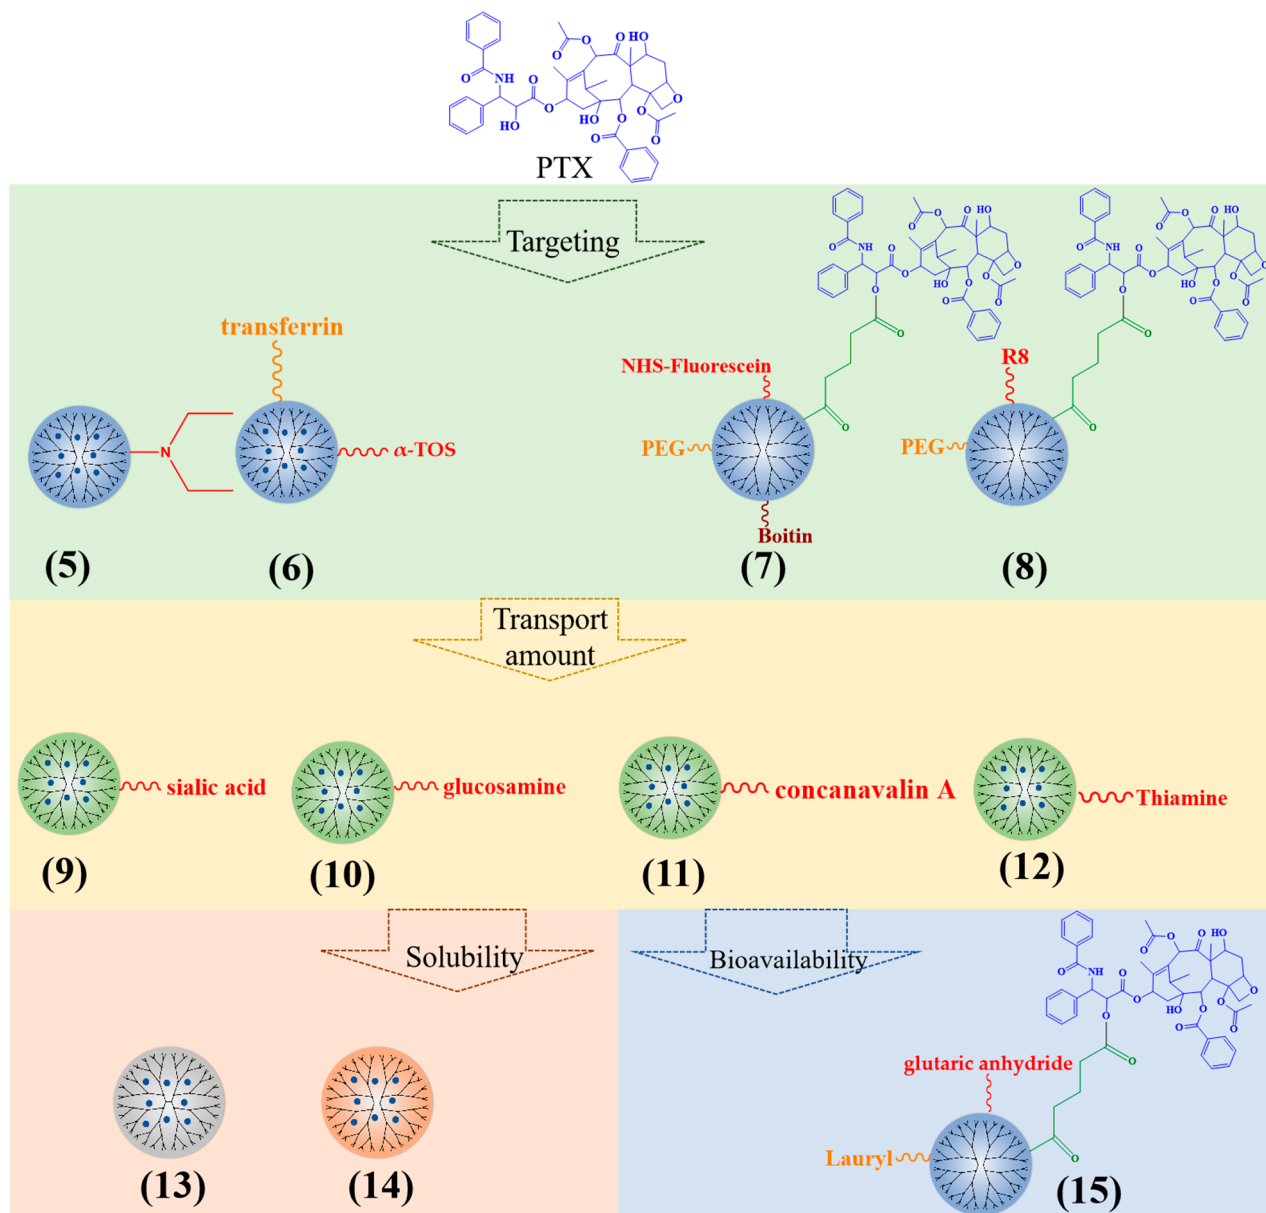 PTX
Targeting
transferrin
α-TOS
N
NHS-Fluorescein
PEG
Boitin
R8
PEG
(5)
(6)
(7)
(8)
Transport
amount
sialic acid
glucosamine
concanavalin A
Thiamine
(9)
(10)
(11)
(12)
Solubility
Bioavailability
glutaric anhydride
Lauryl
(13)
(14)
(15)